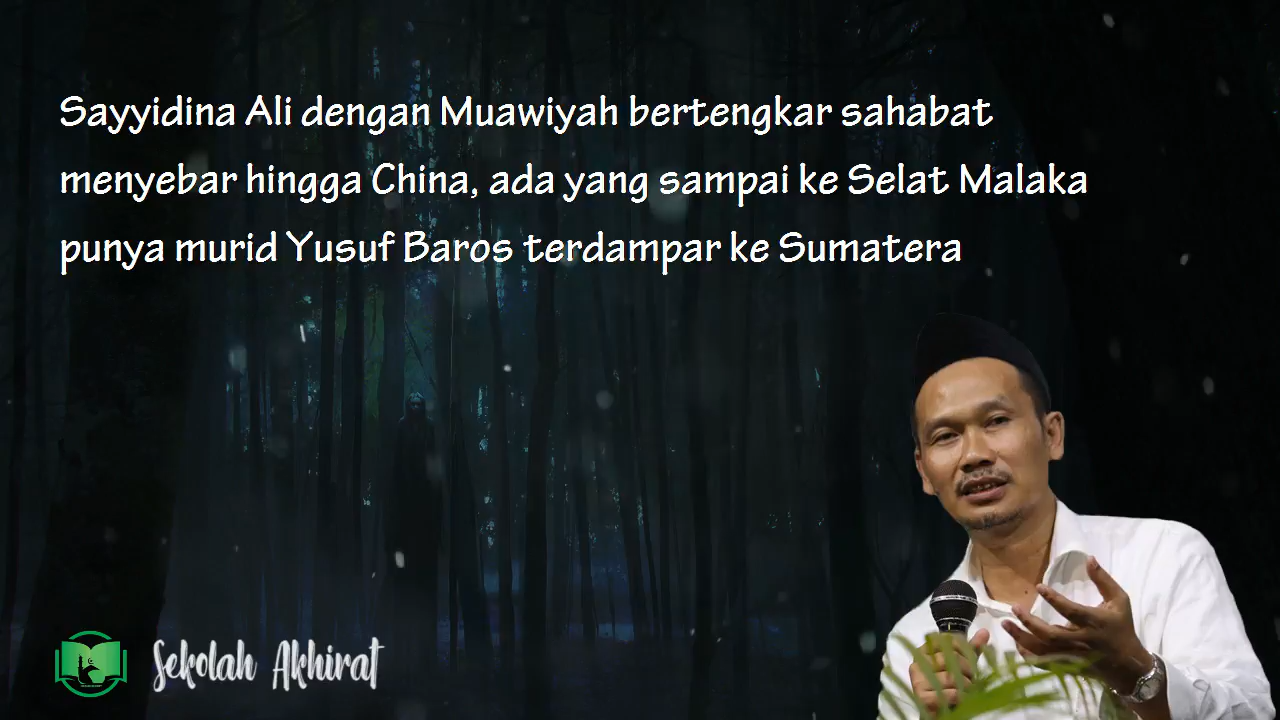 Sayyidina Ali dengan Muawiyah bertengkar sahabat
menyebar hingga China, ada yang sampai ke Selat Malaka
punya murid Yusuf Baros terdampar ke Sumatera
Sekolah Akhirat